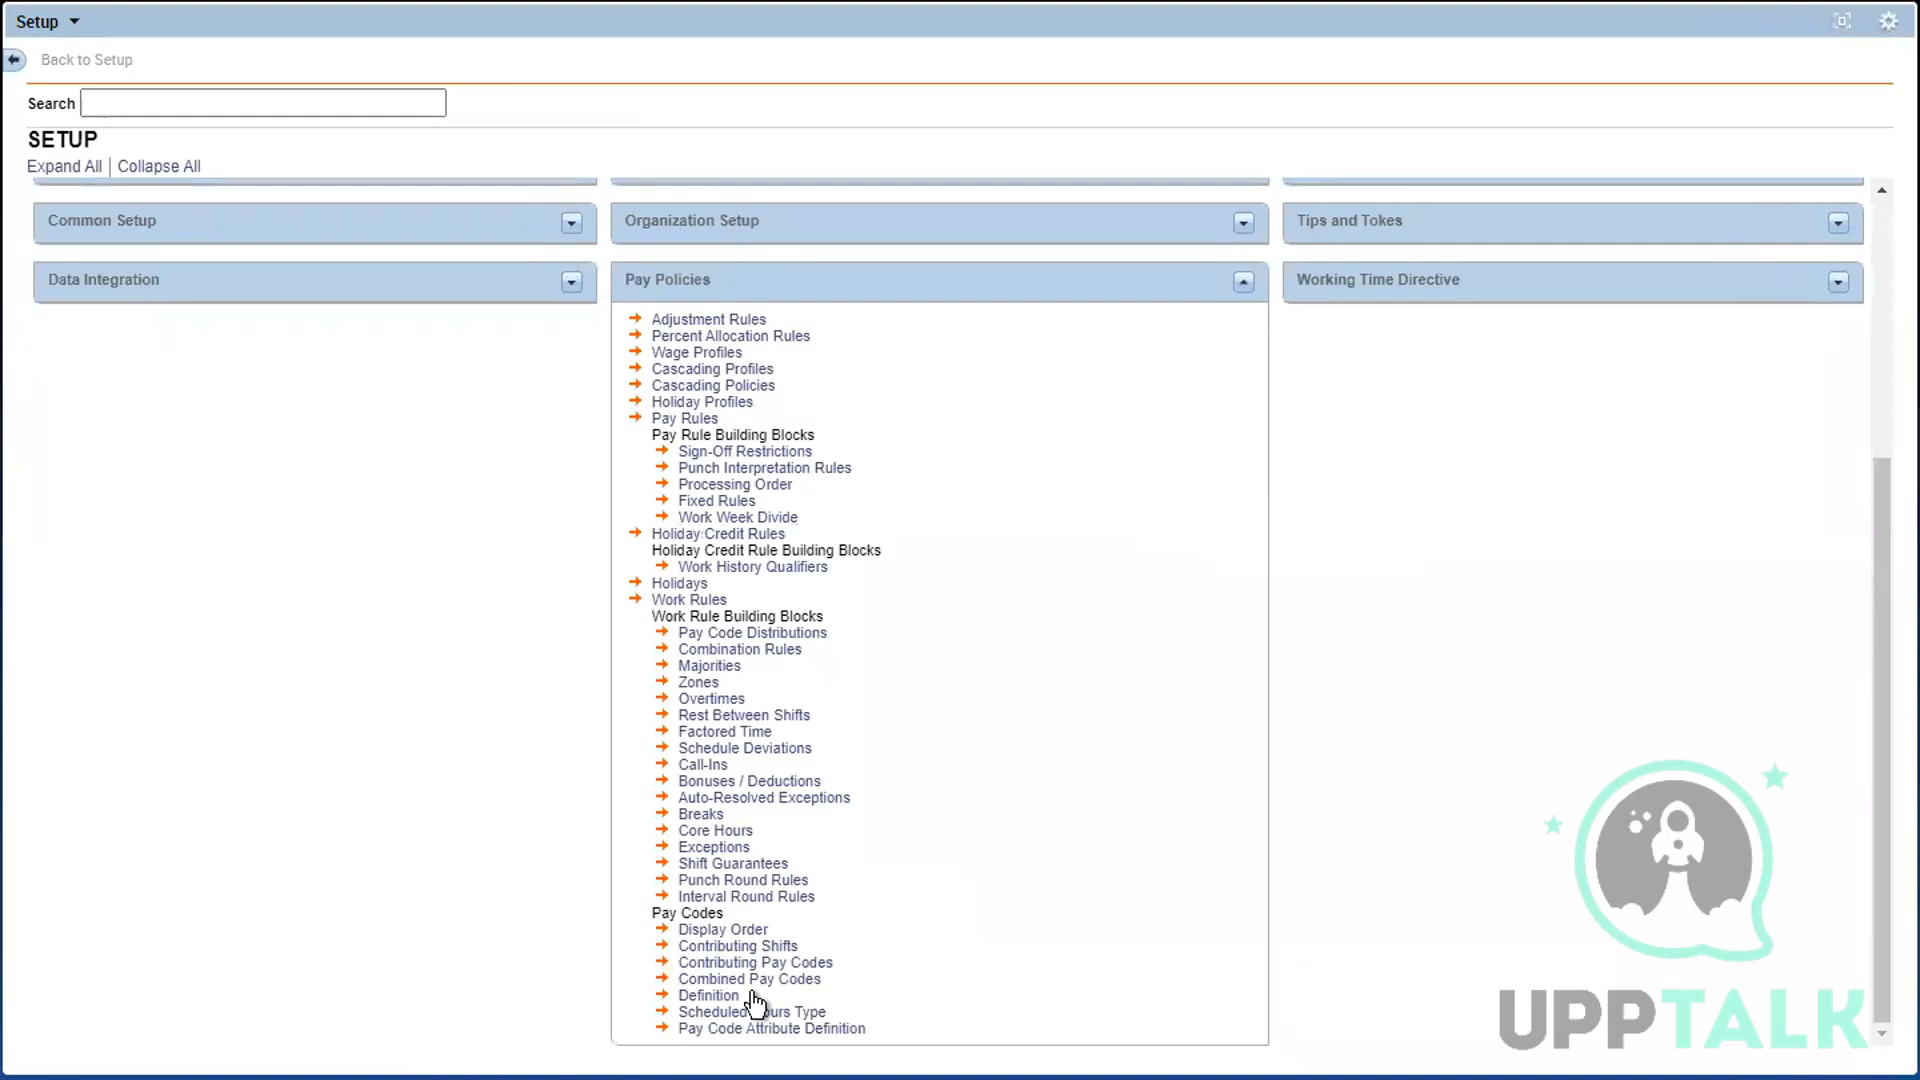 Setup
Back to Setup
Search
SETUP
Expand All | Collapse All
Common Setup
Organization Setup
Tips and Tokes
Data Integration
Pay Policies
Working Time Directive
Adjustment Rules
Percent Allocation Rules
Wage Profiles
Cascading Profiles
Cascading Policies
Holiday Profiles
Pay Rules
Pay Rule Building Blocks
Sign-Off Restrictions
Punch Interpretation Rules
Processing Order
Fixed Rules
Work Week Divide
Holiday Credit Rules
Holiday Credit Rule Building Blocks
Work History Qualifiers
Holidays
Work Rules
Work Rule Building Blocks
Pay Code Distributions
Combination Rules
Majorities
Zones
Overtimes
Rest Between Shifts
Factored Time
Schedule Deviations
Call-Ins
Bonuses / Deductions
Auto-Resolved Exceptions
Breaks
Core Hours
Exceptions
Shift Guarantees
Punch Round Rules
Interval Round Rules
Pay Codes
Display Order
Contributing Shifts
Contributing Pay Codes
Combined Pay Codes
Definition
Scheduled Hours Type
Pay Code Attribute Definition
UPPTALK